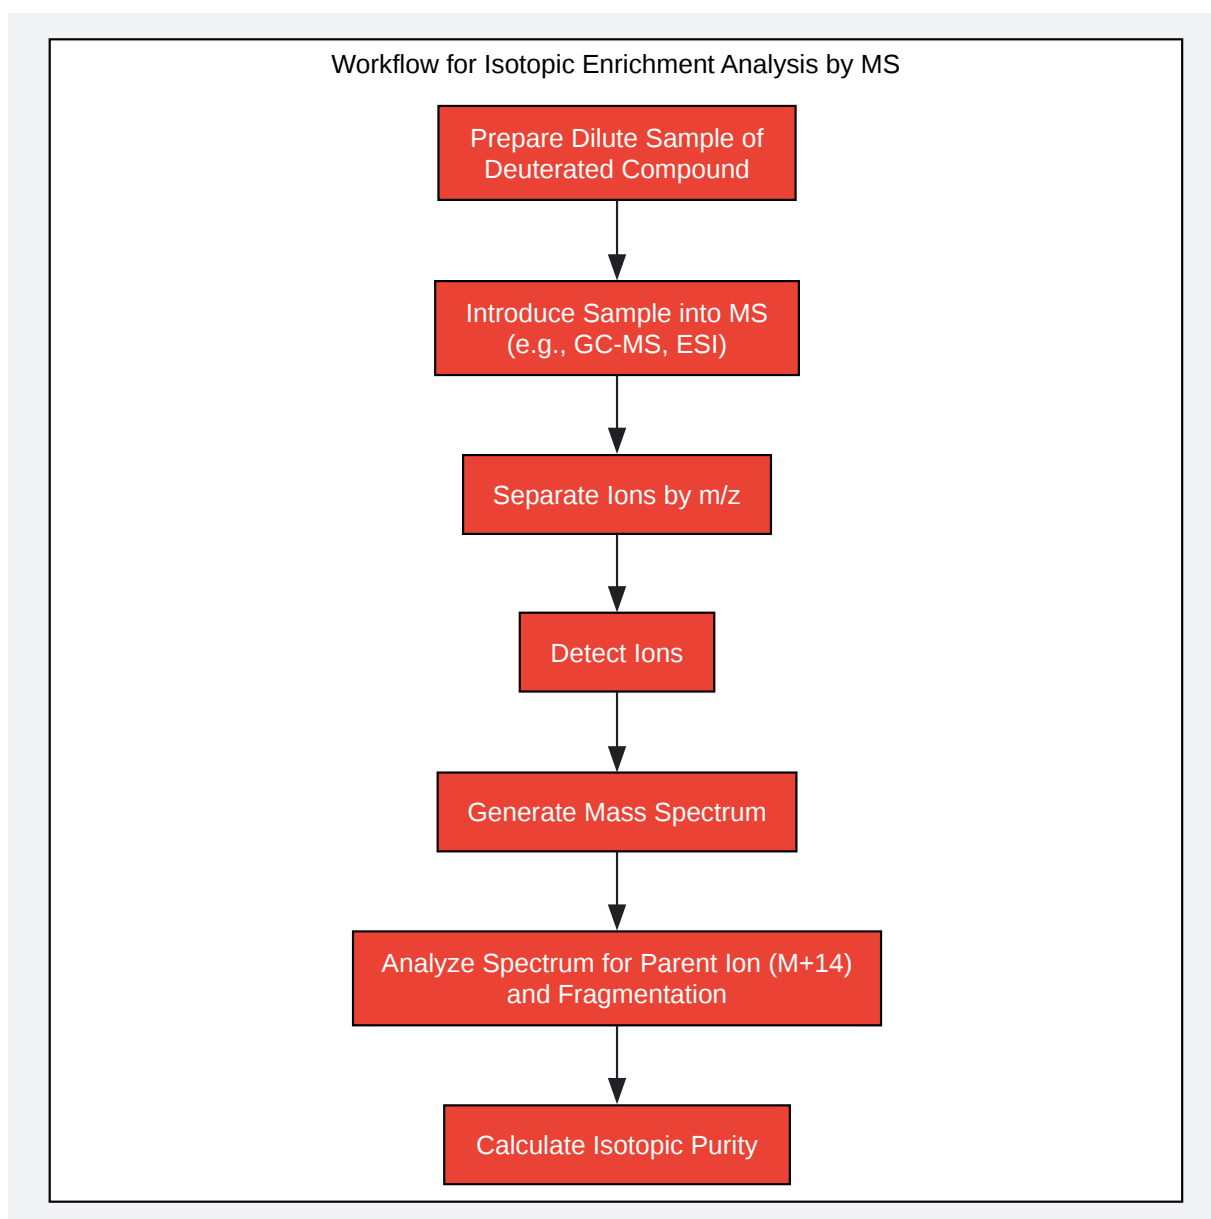 Workflow for Isotopic Enrichment Analysis by MS
Prepare Dilute Sample of
Deuterated Compound
Introduce Sample into MS
(e.g., GC-MS, ESI)
Separate Ions by m/z
Detect Ions
Generate Mass Spectrum
Analyze Spectrum for Parent Ion (M+14)
and Fragmentation
Calculate Isotopic Purity